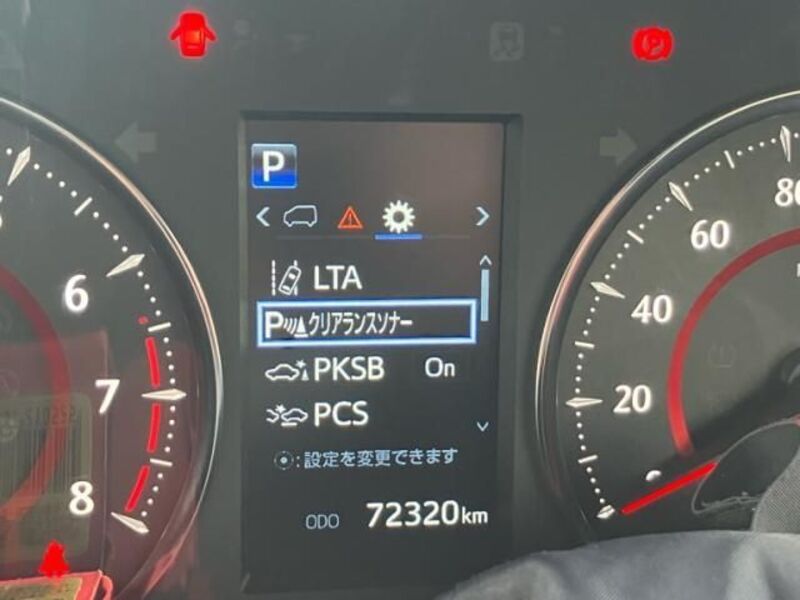 P
LTA
Pクリアランスソナー
PKSB On
PCS
:設定を変更できます
ODO 72320km
6
7
8
80
60
40
20
P